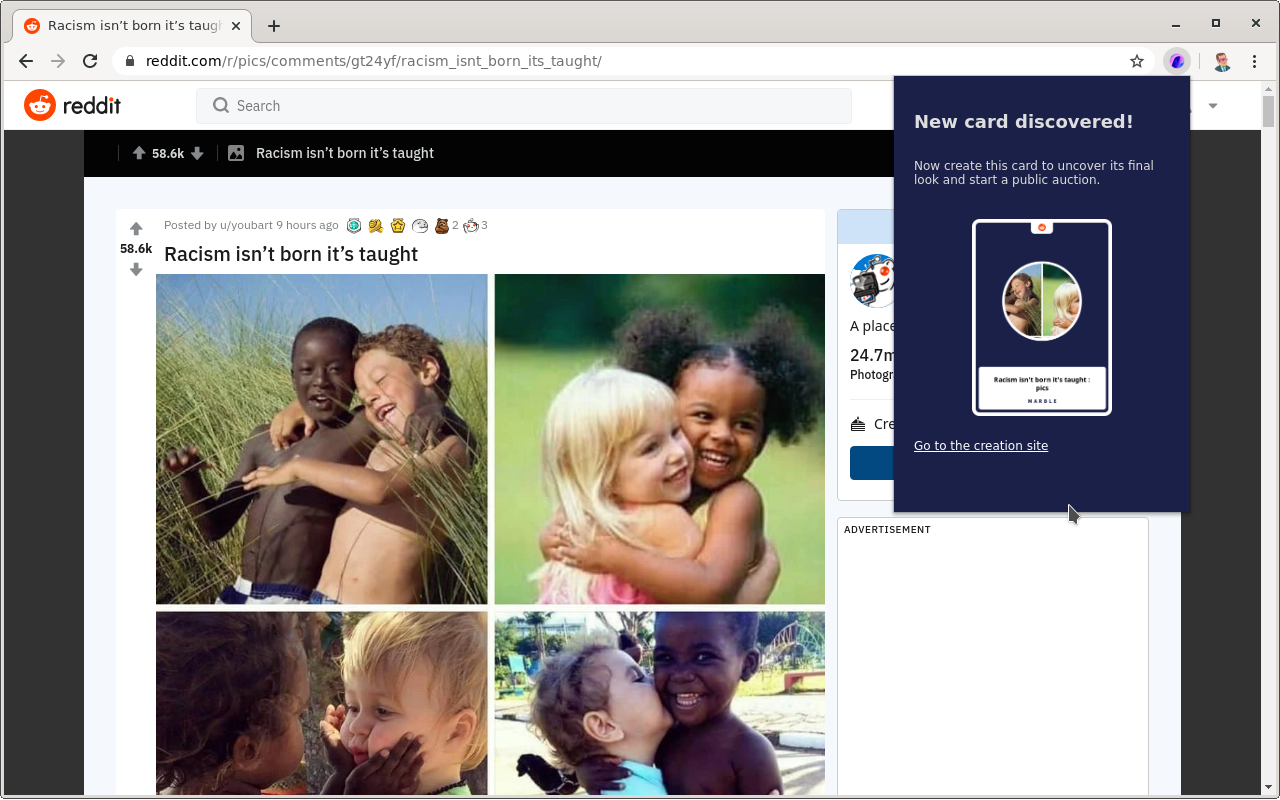 Racism isn’t born it’s taugh
reddit.com/r/pics/comments/gt24yf/racism_isnt_born_its_taught/
reddit
Search
58.6k
Racism isn’t born it’s taught
Posted by u/youbart 9 hours ago
2
3
58.6k
Racism isn’t born it’s taught
A place
24.7m
Photogr
Cre
ADVERTISEMENT
New card discovered!
Now create this card to uncover its final
look and start a public auction.
Racism isn't born it's taught :
pics
MARBLE
Go to the creation site